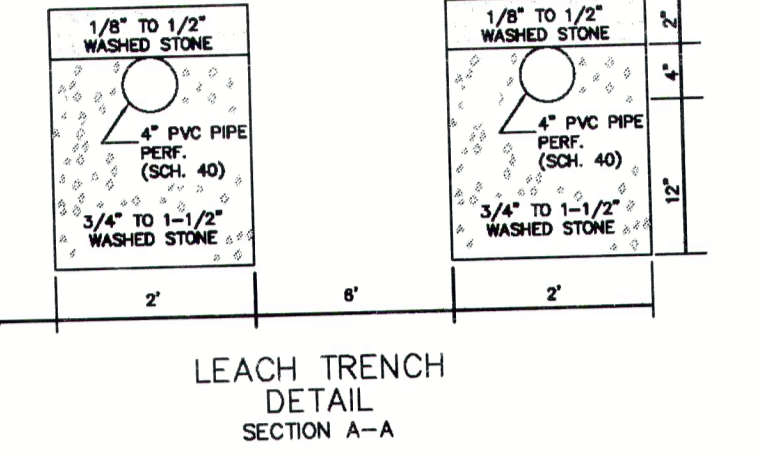 1/8" TO 1/2"
WASHED STONE
4" PVC PIPE
PERF.
(SCH. 40)
3/4" TO 1-1/2"
WASHED STONE
1/8" TO 1/2"
WASHED STONE
4" PVC PIPE
PERF.
(SCH. 40)
3/4" TO 1-1/2"
WASHED STONE
2"
4"
12"
2'
6'
2'
LEACH TRENCH
DETAIL
SECTION A-A